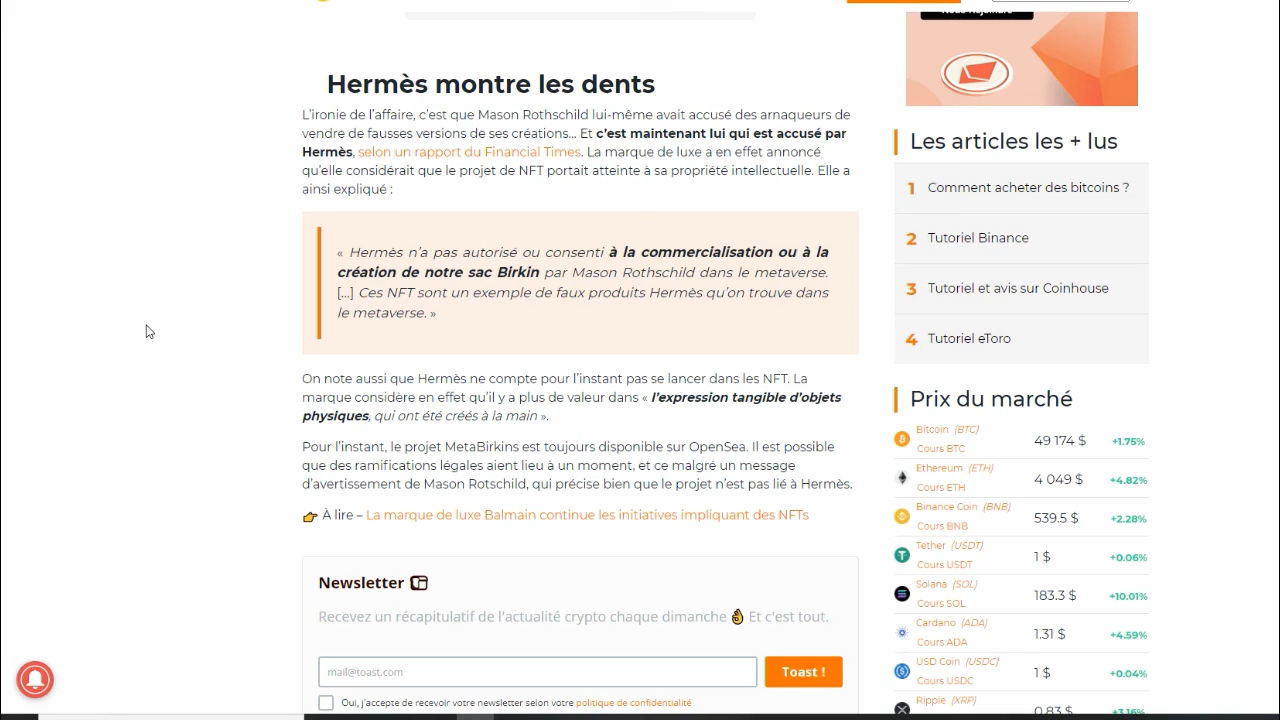 Hermès montre les dents
L'ironie de l'affaire, c'est que Mason Rothschild lui-même avait accusé des arnaqueurs de
vendre de fausses versions de ses créations... Et c'est maintenant lui qui est accusé par
Hermès, selon un rapport du Financial Times. La marque de luxe a en effet annoncé
qu'elle considérait que le projet de NFT portait atteinte à sa propriété intellectuelle. Elle a
ainsi expliqué :
« Hermès n'a pas autorisé ou consenti à la commercialisation ou à la
création de notre sac Birkin par Mason Rothschild dans le metaverse.
[...] Ces NFT sont un exemple de faux produits Hermès qu'on trouve dans
le metaverse. »
On note aussi que Hermès ne compte pour l'instant pas se lancer dans les NFT. La
marque considère en effet qu'il y a plus de valeur dans « l'expression tangible d'objets
physiques, qui ont été créés à la main ».
Pour l'instant, le projet MetaBirkins est toujours disponible sur OpenSea. Il est possible
que des ramifications légales aient lieu à un moment, et ce malgré un message
d'avertissement de Mason Rotschild, qui précise bien que le projet n'est pas lié à Hermès.
👉 À lire – La marque de luxe Balmain continue les initiatives impliquant des NFTs
Newsletter
Recevez un récapitulatif de l'actualité crypto chaque dimanche 👌 Et c'est tout.
mail@toast.com
Toast !
Oui, j'accepte de recevoir votre newsletter selon votre politique de confidentialité
Les articles les + lus
1 Comment acheter des bitcoins ?
2 Tutoriel Binance
3 Tutoriel et avis sur Coinhouse
4 Tutoriel eToro
Prix du marché
Bitcoin (BTC)
Cours BTC
49 174 $ +1.75%
Ethereum (ETH)
Cours ETH
4 049 $ +4.82%
Binance Coin (BNB)
Cours BNB
539.5 $ +2.28%
Tether (USDT)
Cours USDT
1 $ +0.06%
Solana (SOL)
Cours SOL
183.3 $ +10.01%
Cardano (ADA)
Cours ADA
1.31 $ +4.59%
USD Coin (USDC)
Cours USDC
1 $ +0.04%
Ripple (XRP)
0.83 $ +3.16%